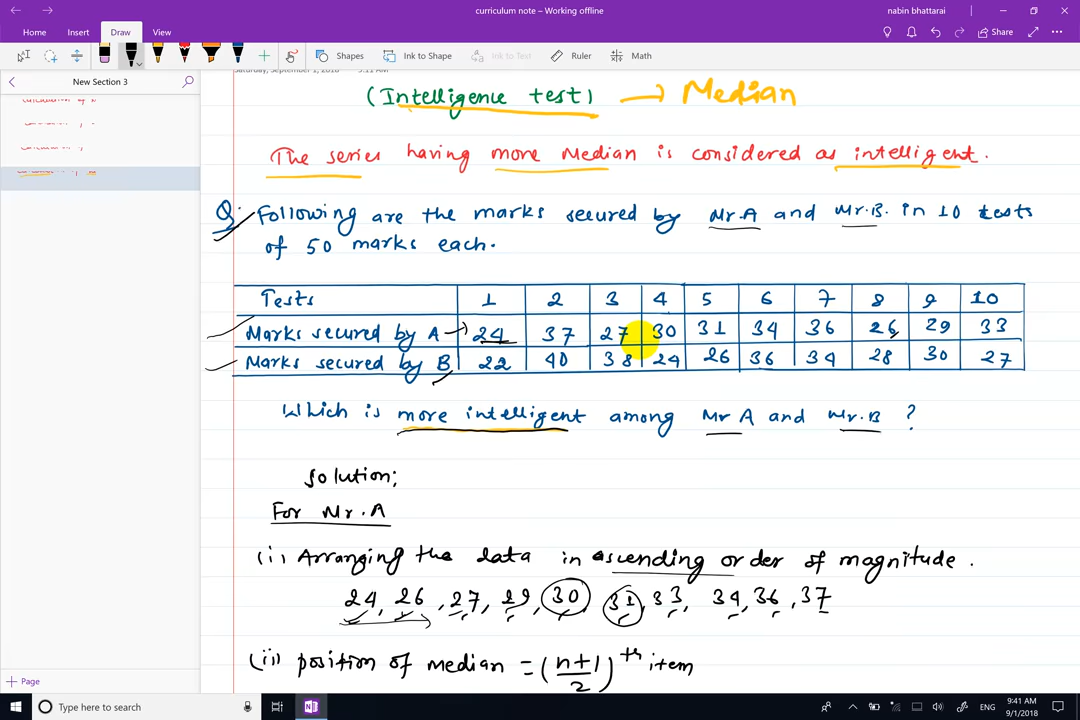 curriculum note – Working offline
nabin bhattarai
Home Insert Draw View
Share
Shapes Ink to Shape Ink to Text Ruler Math
New Section 3
(Intelligence test) → Median
The series having more Median is considered as intelligent.
Q. Following are the marks secured by Mr.A and Mr.B. in 10 tests
of 50 marks each.
Tests 1 2 3 4 5 6 7 8 9 10
Marks secured by A → 24 37 27 30 31 34 36 26 29 33
Marks secured by B 22 40 38 24 26 36 34 28 30 27
Which is more intelligent among Mr A and Mr.B ?
Solution;
For Mr.A
(i) Arranging the data in ascending order of magnitude.
24, 26, 27, 29, 30 31, 33, 34, 36, 37
(ii) position of median = (n+1/2)th item
+ Page
Type here to search
ENG
9:41 AM
9/1/2018